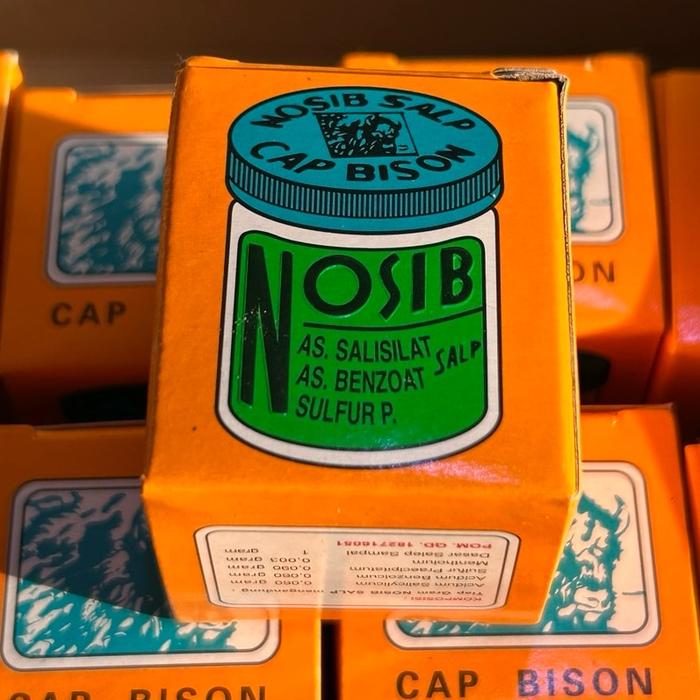 NOSIB SALP
CAP BISON
NOSIB
AS. SALISILAT
AS. BENZOAT
SULFUR P.
SALP
KOMPOSISI:
Tiap Gram NOSIB SALP mengandung
Acidum Salicylicum 0,060 gram
Acidum Benzoicum 0,060 gram
Sulfur Praecipitatum 0,090 gram
Mentholum 0,003 gram
Dasar Salep Sampai 1 gram
POM. QD. 182716051
CAP
ON
CAP BISON
CAP BISON